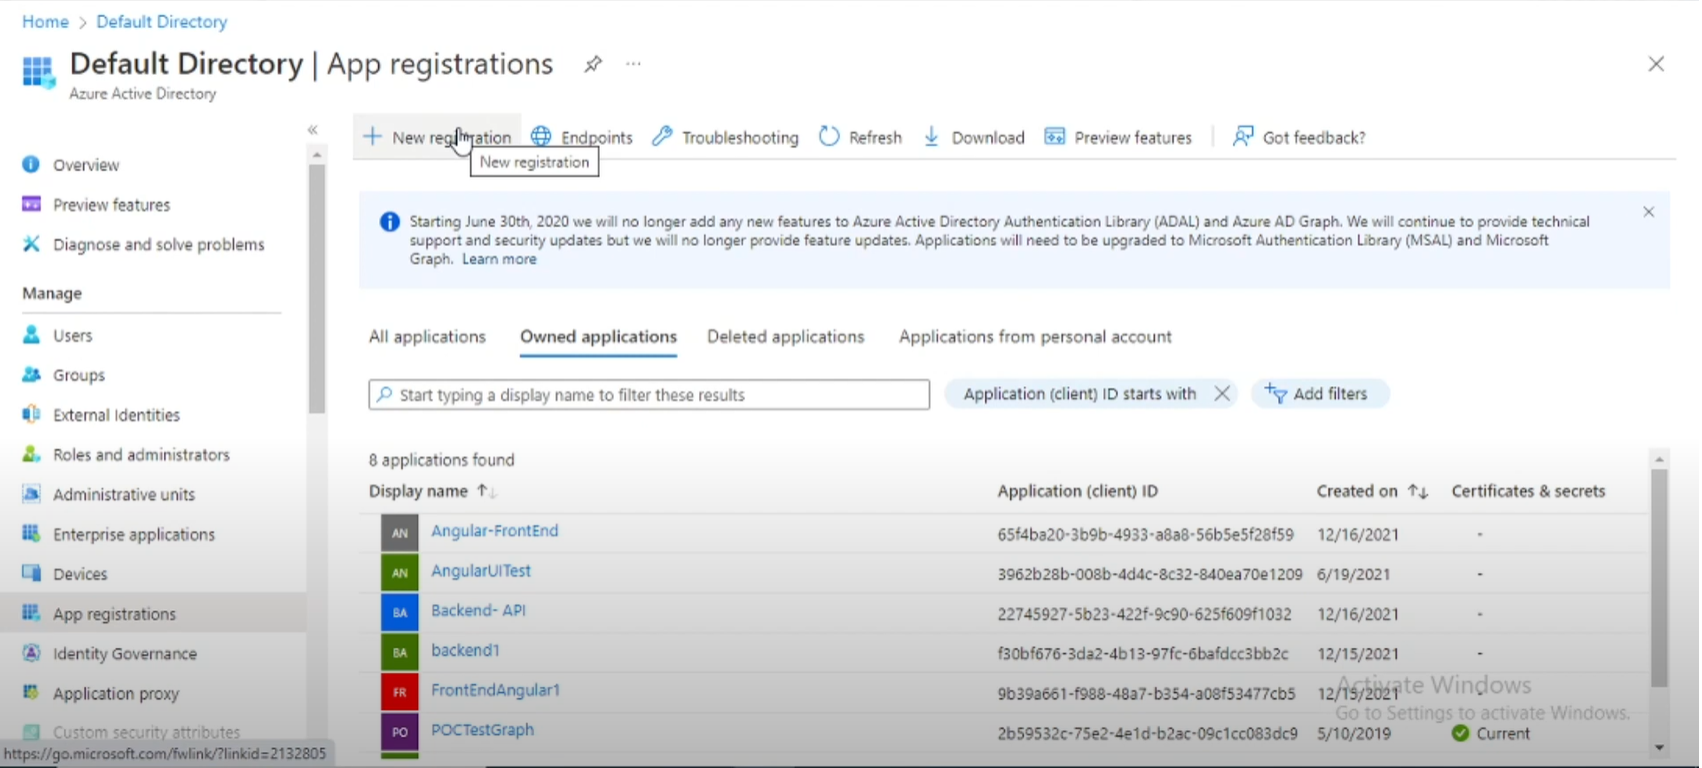 Home > Default Directory
Default Directory | App registrations ...
Azure Active Directory
«
Overview
Preview features
Diagnose and solve problems
Manage
Users
Groups
External Identities
Roles and administrators
Administrative units
Enterprise applications
Devices
App registrations
Identity Governance
Application proxy
Custom security attributes
https://go.microsoft.com/fwlink/?linkid=2132805
+ New registration Endpoints Troubleshooting Refresh Download Preview features Got feedback?
New registration
Starting June 30th, 2020 we will no longer add any new features to Azure Active Directory Authentication Library (ADAL) and Azure AD Graph. We will continue to provide technical
support and security updates but we will no longer provide feature updates. Applications will need to be upgraded to Microsoft Authentication Library (MSAL) and Microsoft
Graph. Learn more
All applications Owned applications Deleted applications Applications from personal account
Start typing a display name to filter these results Application (client) ID starts with Add filters
8 applications found
Display name ↑↓ Application (client) ID Created on ↑↓ Certificates & secrets
AN Angular-FrontEnd 65f4ba20-3b9b-4933-a8a8-56b5e5f28f59 12/16/2021 -
AN AngularUITest 3962b28b-008b-4d4c-8c32-840ea70e1209 6/19/2021 -
BA Backend- API 22745927-5b23-422f-9c90-625f609f1032 12/16/2021 -
BA backend1 f30bf676-3da2-4b13-97fc-6bafdcc3bb2c 12/15/2021 -
FR FrontEndAngular1 9b39a661-f988-48a7-b354-a08f53477cb5 12/15/2021 -
PO POCTestGraph 2b59532c-75e2-4e1d-b2ac-09c1cc083dc9 5/10/2019 Current
Activate Windows
Go to Settings to activate Windows.